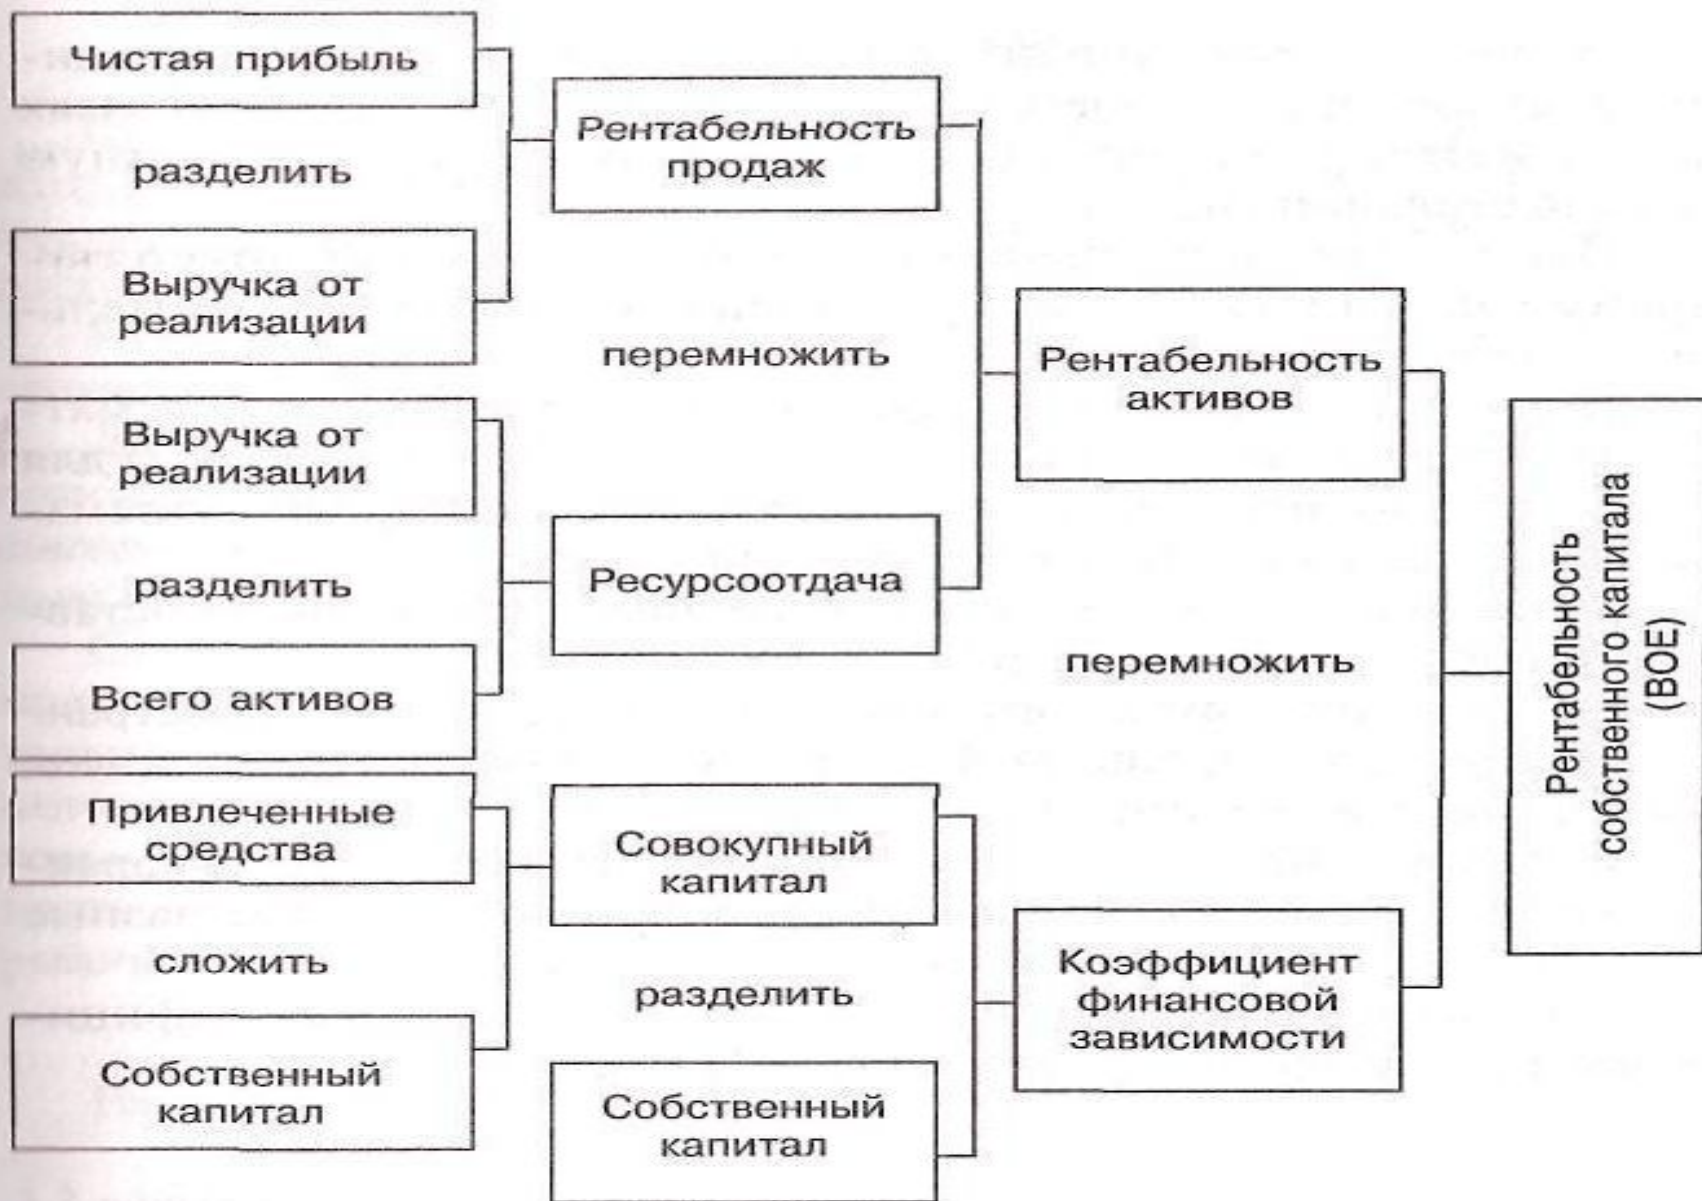 Чистая прибыль
разделить
Выручка от
реализации
Рентабельность
продаж
перемножить
Выручка от
реализации
разделить
Всего активов
Ресурсоотдача
Рентабельность
активов
перемножить
Привлеченные
средства
сложить
Собственный
капитал
Совокупный
капитал
разделить
Собственный
капитал
Коэффициент
финансовой
зависимости
Рентабельность
собственного капитала
(ВОЕ)